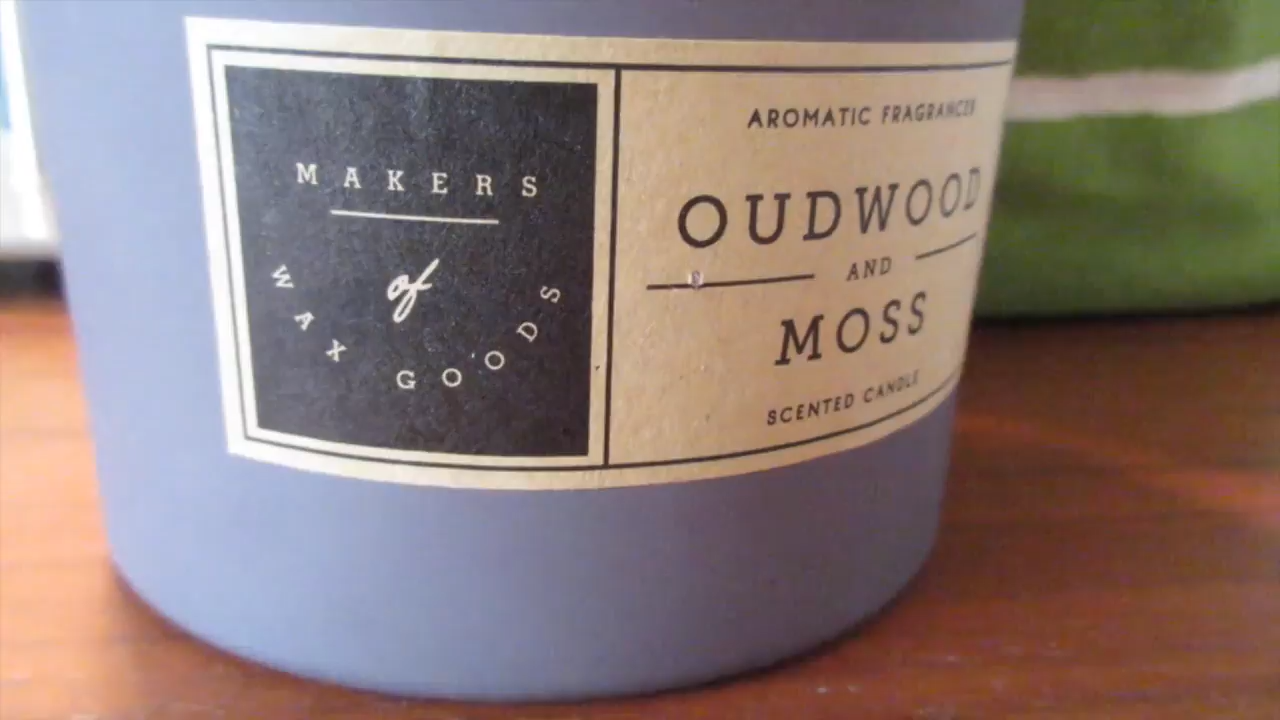 MAKERS
of
WAX GOODS
AROMATIC FRAGRANCES
OUDWOOD
AND
MOSS
SCENTED CANDLE